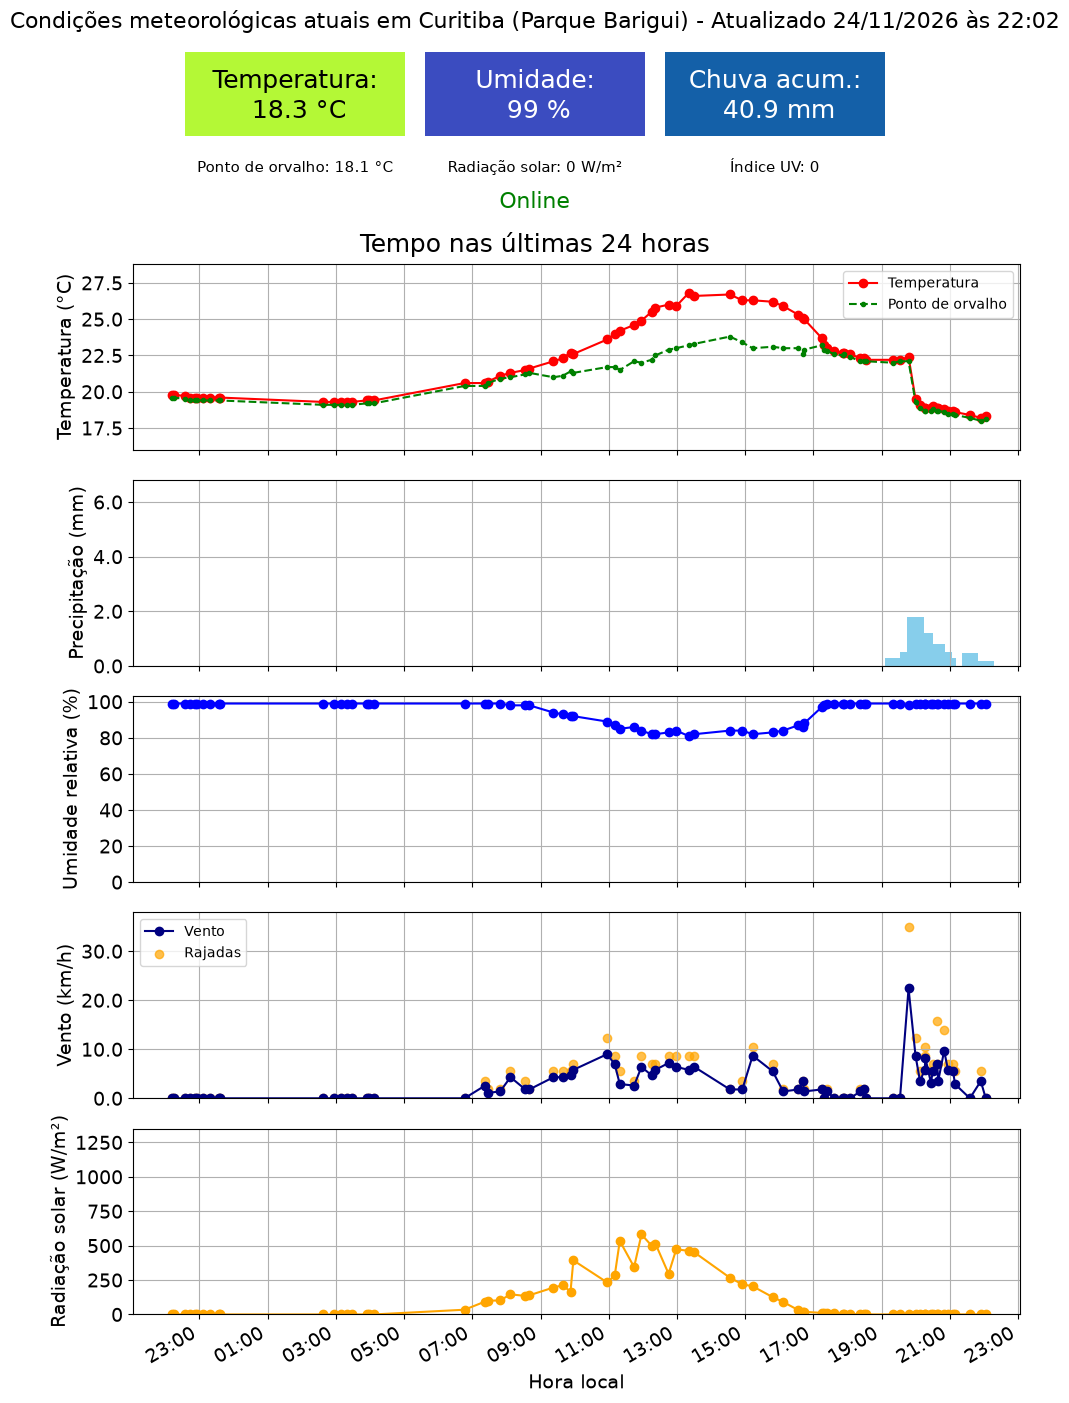 Condições meteorológicas atuais em Curitiba (Parque Barigui) - Atualizado 24/11/2026 às 22:02
Temperatura:
18.3 °C
Umidade:
99 %
Chuva acum.:
40.9 mm
Ponto de orvalho: 18.1 °C
Radiação solar: 0 W/m²
Índice UV: 0
Online
Tempo nas últimas 24 horas
Temperatura (°C)
27.5
25.0
22.5
20.0
17.5
Temperatura
Ponto de orvalho
Precipitação (mm)
6.0
4.0
2.0
0.0
Umidade relativa (%)
100
80
60
40
20
0
Vento (km/h)
30.0
20.0
10.0
0.0
Vento
Rajadas
Radiação solar (W/m²)
1250
1000
750
500
250
0
23:00
01:00
03:00
05:00
07:00
09:00
11:00
13:00
15:00
17:00
19:00
21:00
23:00
Hora local